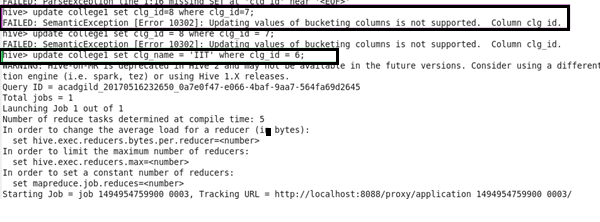 FAILED: ParseException line 1:16 missing SET at 'clg_id' near '<EOF>'
hive> update college1 set clg_id=8 where clg_id=7;
FAILED: SemanticException [Error 10302]: Updating values of bucketing columns is not supported.  Column clg_id.
hive> update college1 set clg_id = 8 where clg_id = 7;
FAILED: SemanticException [Error 10302]: Updating values of bucketing columns is not supported.  Column clg_id.
hive> update college1 set clg_name = 'IIT' where clg_id = 6;
WARNING: Hive-on-MR is deprecated in Hive 2 and may not be available in the future versions. Consider using a different
tion engine (i.e. spark, tez) or using Hive 1.X releases.
Query ID = acadgild_20170516232650_0a7e0f47-e066-4baf-9aa7-564fa69d2645
Total jobs = 1
Launching Job 1 out of 1
Number of reduce tasks determined at compile time: 5
In order to change the average load for a reducer (in bytes):
  set hive.exec.reducers.bytes.per.reducer=<number>
In order to limit the maximum number of reducers:
  set hive.exec.reducers.max=<number>
In order to set a constant number of reducers:
  set mapreduce.job.reduces=<number>
Starting Job = job_1494954759900_0003, Tracking URL = http://localhost:8088/proxy/application_1494954759900_0003/